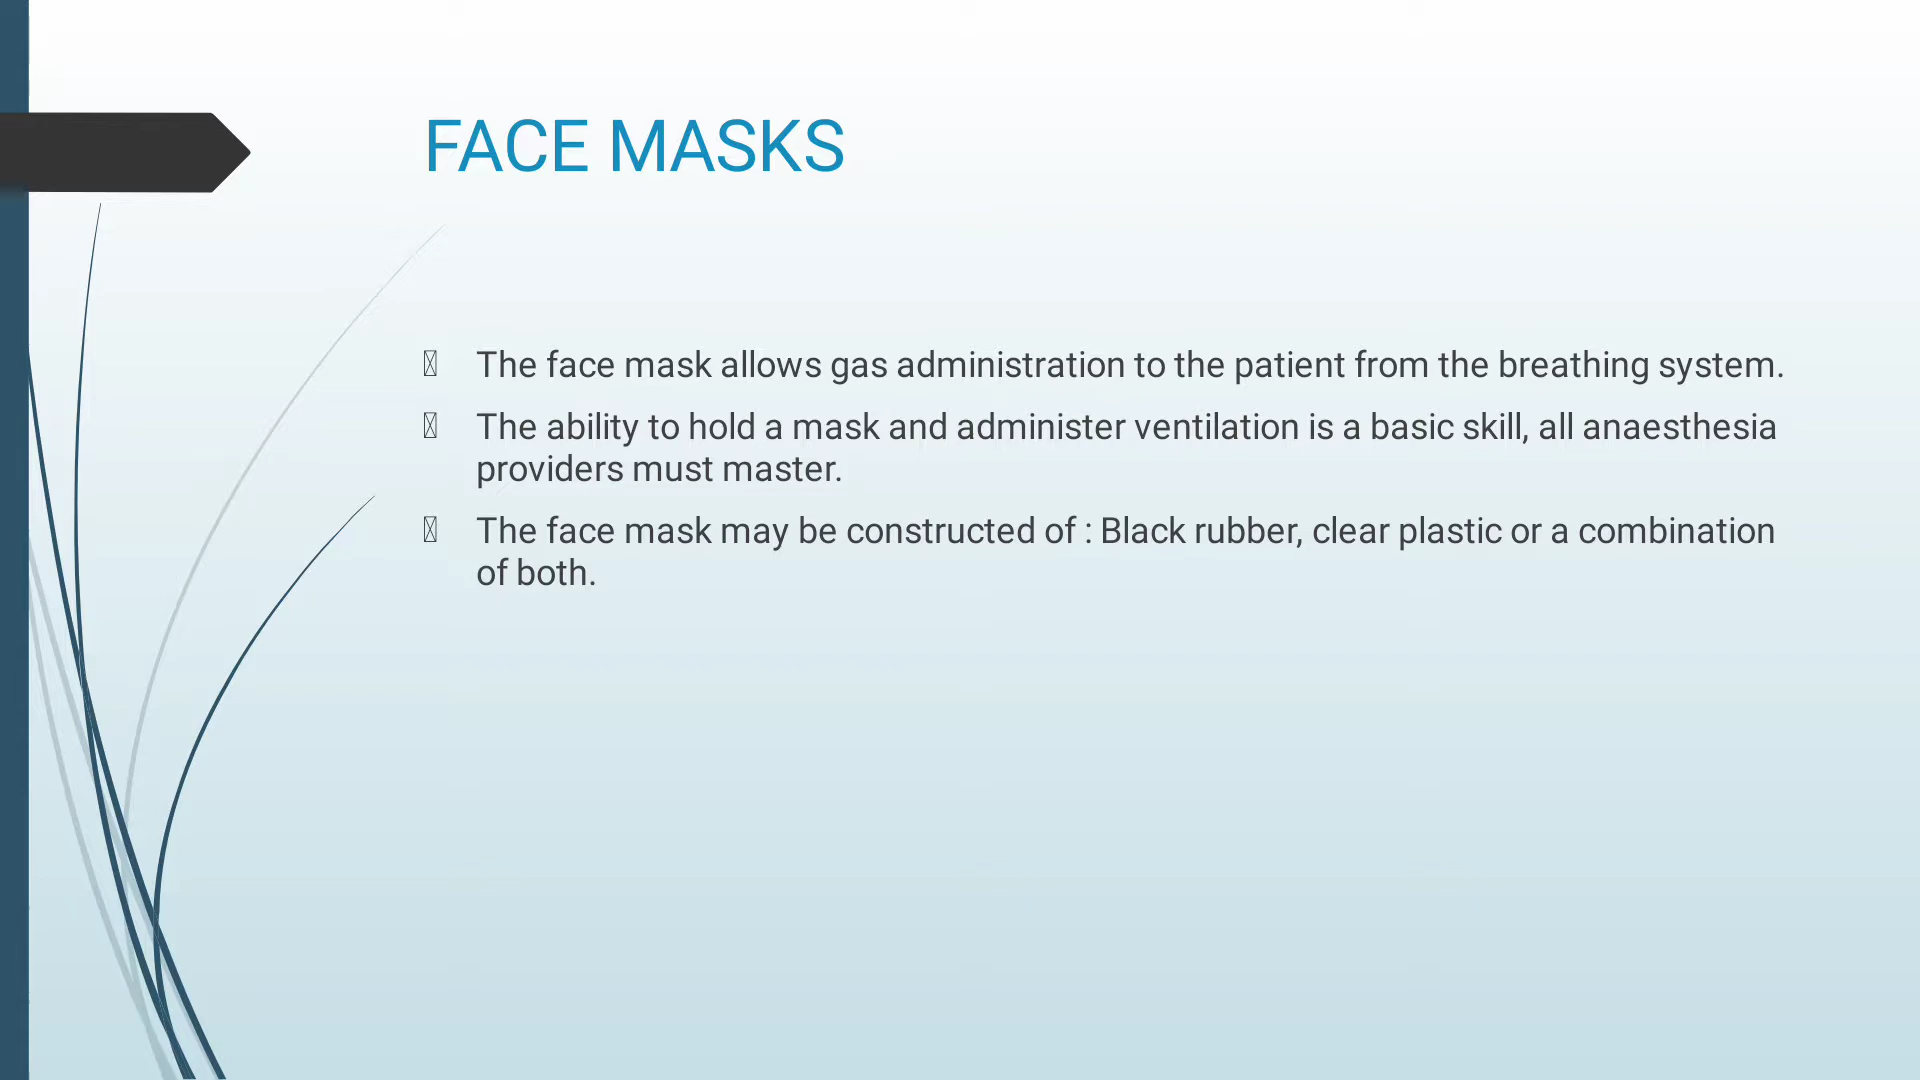 FACE MASKS
The face mask allows gas administration to the patient from the breathing system.
The ability to hold a mask and administer ventilation is a basic skill, all anaesthesia
providers must master.
The face mask may be constructed of : Black rubber, clear plastic or a combination
of both.